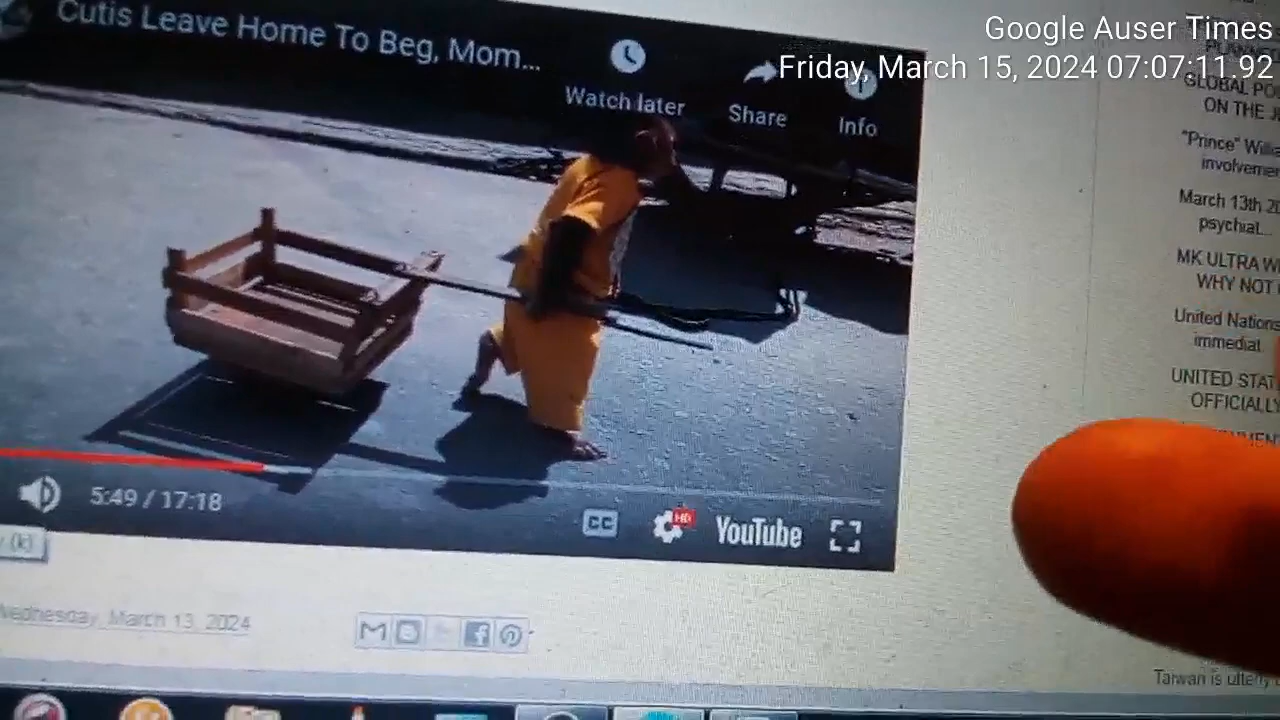 Cutis Leave Home To Beg, Mom...
Watch later
Share
Info
Google Auser Times
Friday, March 15, 2024 07:07:11.92
GLOBAL PO
ON THE
"Prince" Willia
involvemen
March 13th 20
psychiat...
MK ULTRA W
WHY NOT
United Nations
immediat.
UNITED STAT
OFFICIALLY
5:49 / 17:18
CC
HD
YouTube
(k)
Wednesday, March 13, 2024
Taiwan is utterly